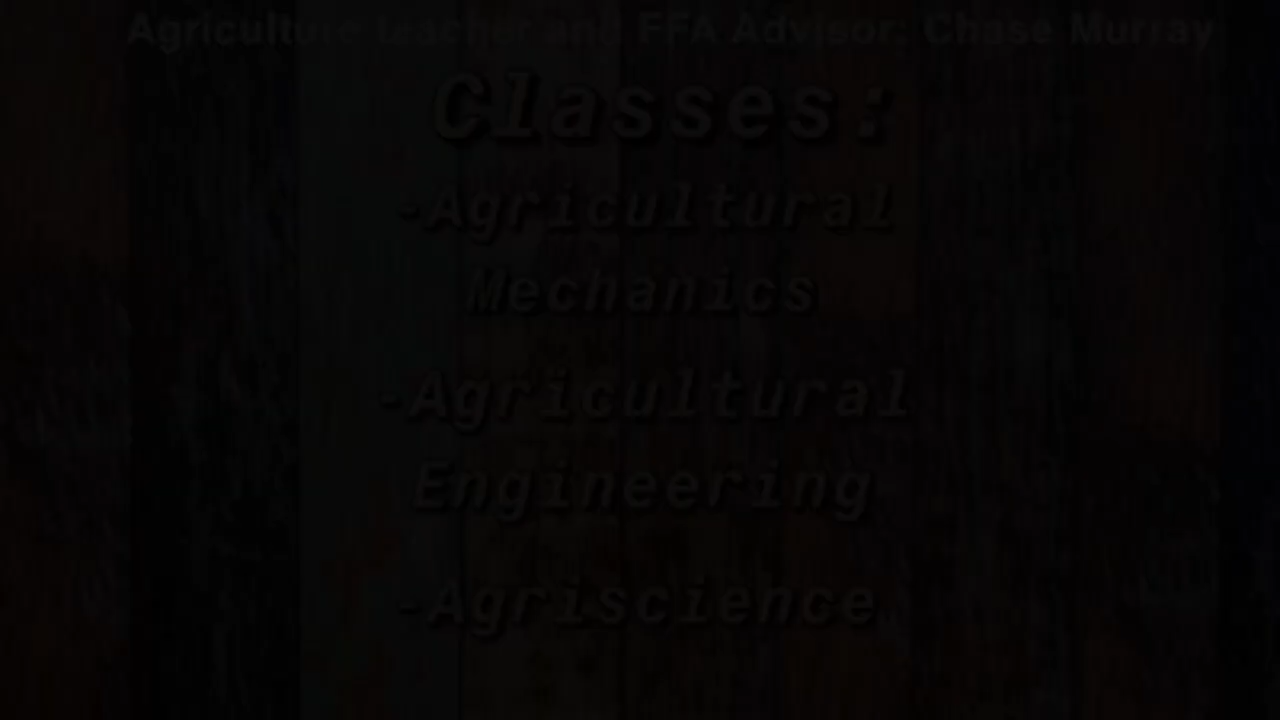 Agriculture teacher and FFA Advisor: Chase Murray
Classes:
-Agricultural
Mechanics
-Agricultural
Engineering
-Agriscience